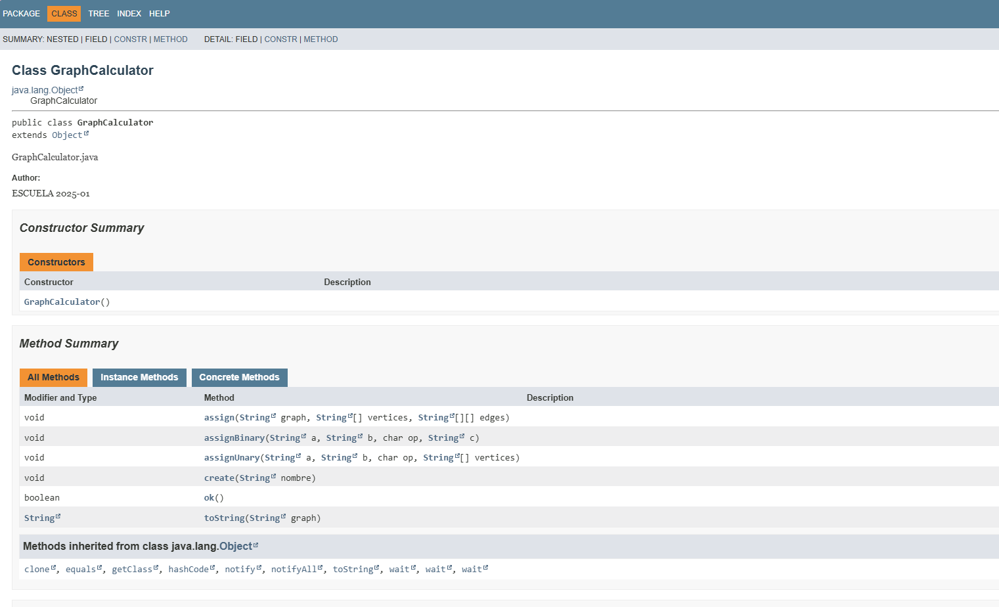 PACKAGE CLASS TREE INDEX HELP
SUMMARY: NESTED | FIELD | CONSTR | METHOD DETAIL: FIELD | CONSTR | METHOD
Class GraphCalculator
java.lang.Object
GraphCalculator
public class GraphCalculator
extends Object
GraphCalculator.java
Author:
ESCUELA 2025-01
Constructor Summary
Constructors
Constructor Description
GraphCalculator()
Method Summary
All Methods Instance Methods Concrete Methods
Modifier and Type Method Description
void assign(String graph, String[] vertices, String[][] edges)
void assignBinary(String a, String b, char op, String c)
void assignUnary(String a, String b, char op, String[] vertices)
void create(String nombre)
boolean ok()
String toString(String graph)
Methods inherited from class java.lang.Object
clone, equals, getClass, hashCode, notify, notifyAll, toString, wait, wait, wait